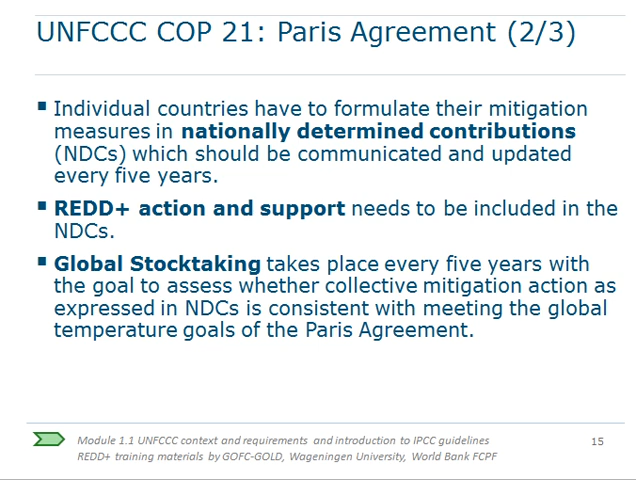 UNFCCC COP 21: Paris Agreement (2/3)
Individual countries have to formulate their mitigation
measures in nationally determined contributions
(NDCs) which should be communicated and updated
every five years.
REDD+ action and support needs to be included in the
NDCs.
Global Stocktaking takes place every five years with
the goal to assess whether collective mitigation action as
expressed in NDCs is consistent with meeting the global
temperature goals of the Paris Agreement.
Module 1.1 UNFCCC context and requirements and introduction to IPCC guidelines
REDD+ training materials by GOFC-GOLD, Wageningen University, World Bank FCPF
15